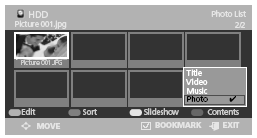 HDD
Photo List
Picture 001.jpg
2/2
Picture 001 .JPG
Title
Video
Music
Photo ✔
Edit
Sort
Slideshow
Contents
MOVE
BOOKMARK
EXIT